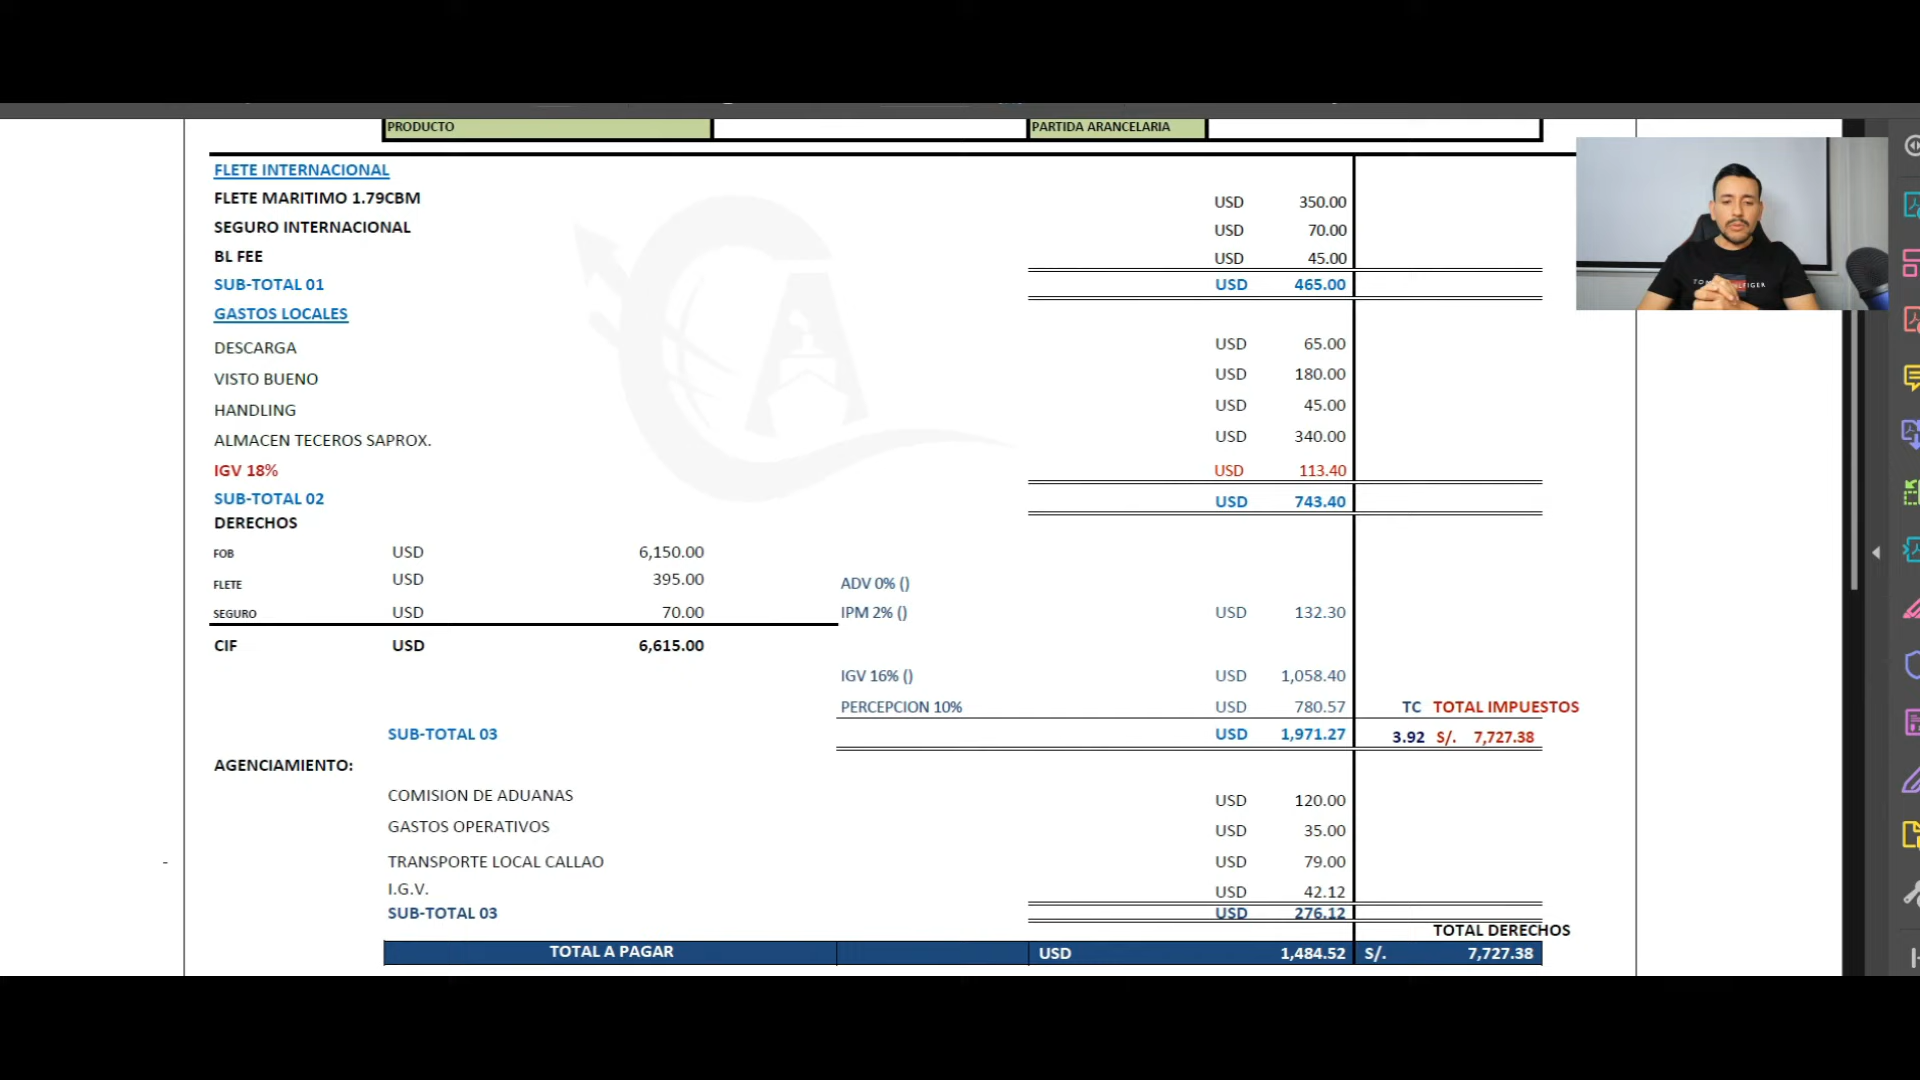 PRODUCTO PARTIDA ARANCELARIA
FLETE INTERNACIONAL
FLETE MARITIMO 1.79CBM USD 350.00
SEGURO INTERNACIONAL USD 70.00
BL FEE USD 45.00
SUB-TOTAL 01 USD 465.00
GASTOS LOCALES
DESCARGA USD 65.00
VISTO BUENO USD 180.00
HANDLING USD 45.00
ALMACEN TECEROS SAPROX. USD 340.00
IGV 18% USD 113.40
SUB-TOTAL 02 USD 743.40
DERECHOS
FOB USD 6,150.00
FLETE USD 395.00 ADV 0% ()
SEGURO USD 70.00 IPM 2% () USD 132.30
CIF USD 6,615.00
IGV 16% () USD 1,058.40
PERCEPCION 10% USD 780.57 TC TOTAL IMPUESTOS
SUB-TOTAL 03 USD 1,971.27 3.92 S/. 7,727.38
AGENCIAMIENTO:
COMISION DE ADUANAS USD 120.00
GASTOS OPERATIVOS USD 35.00
TRANSPORTE LOCAL CALLAO USD 79.00
I.G.V. USD 42.12
SUB-TOTAL 03 USD 276.12
TOTAL DERECHOS
TOTAL A PAGAR USD 1,484.52 S/. 7,727.38